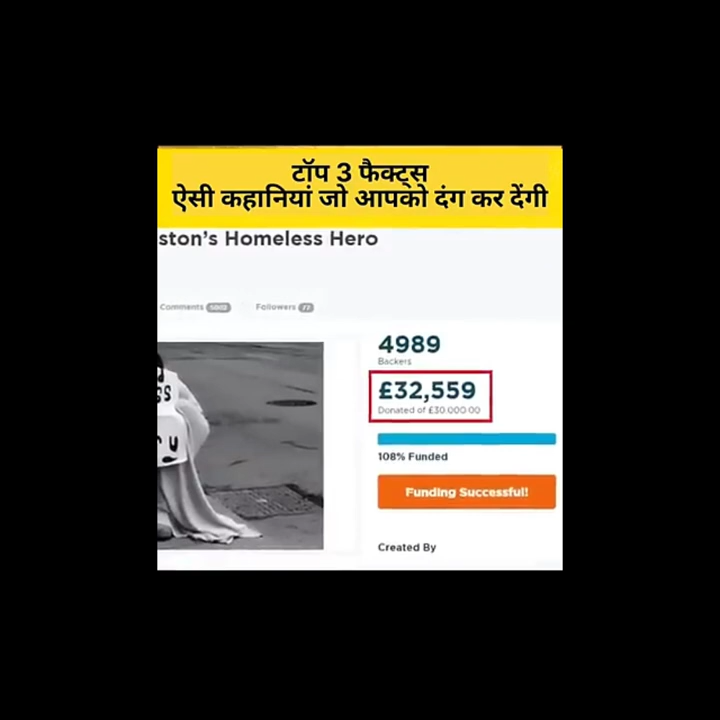 टॉप 3 फैक्ट्स
ऐसी कहानियां जो आपको दंग कर देंगी
ston's Homeless Hero
Comments
Followers 77
4989
Backers
£32,559
Donated of £30,000.00
108% Funded
Funding Successful!
Created By